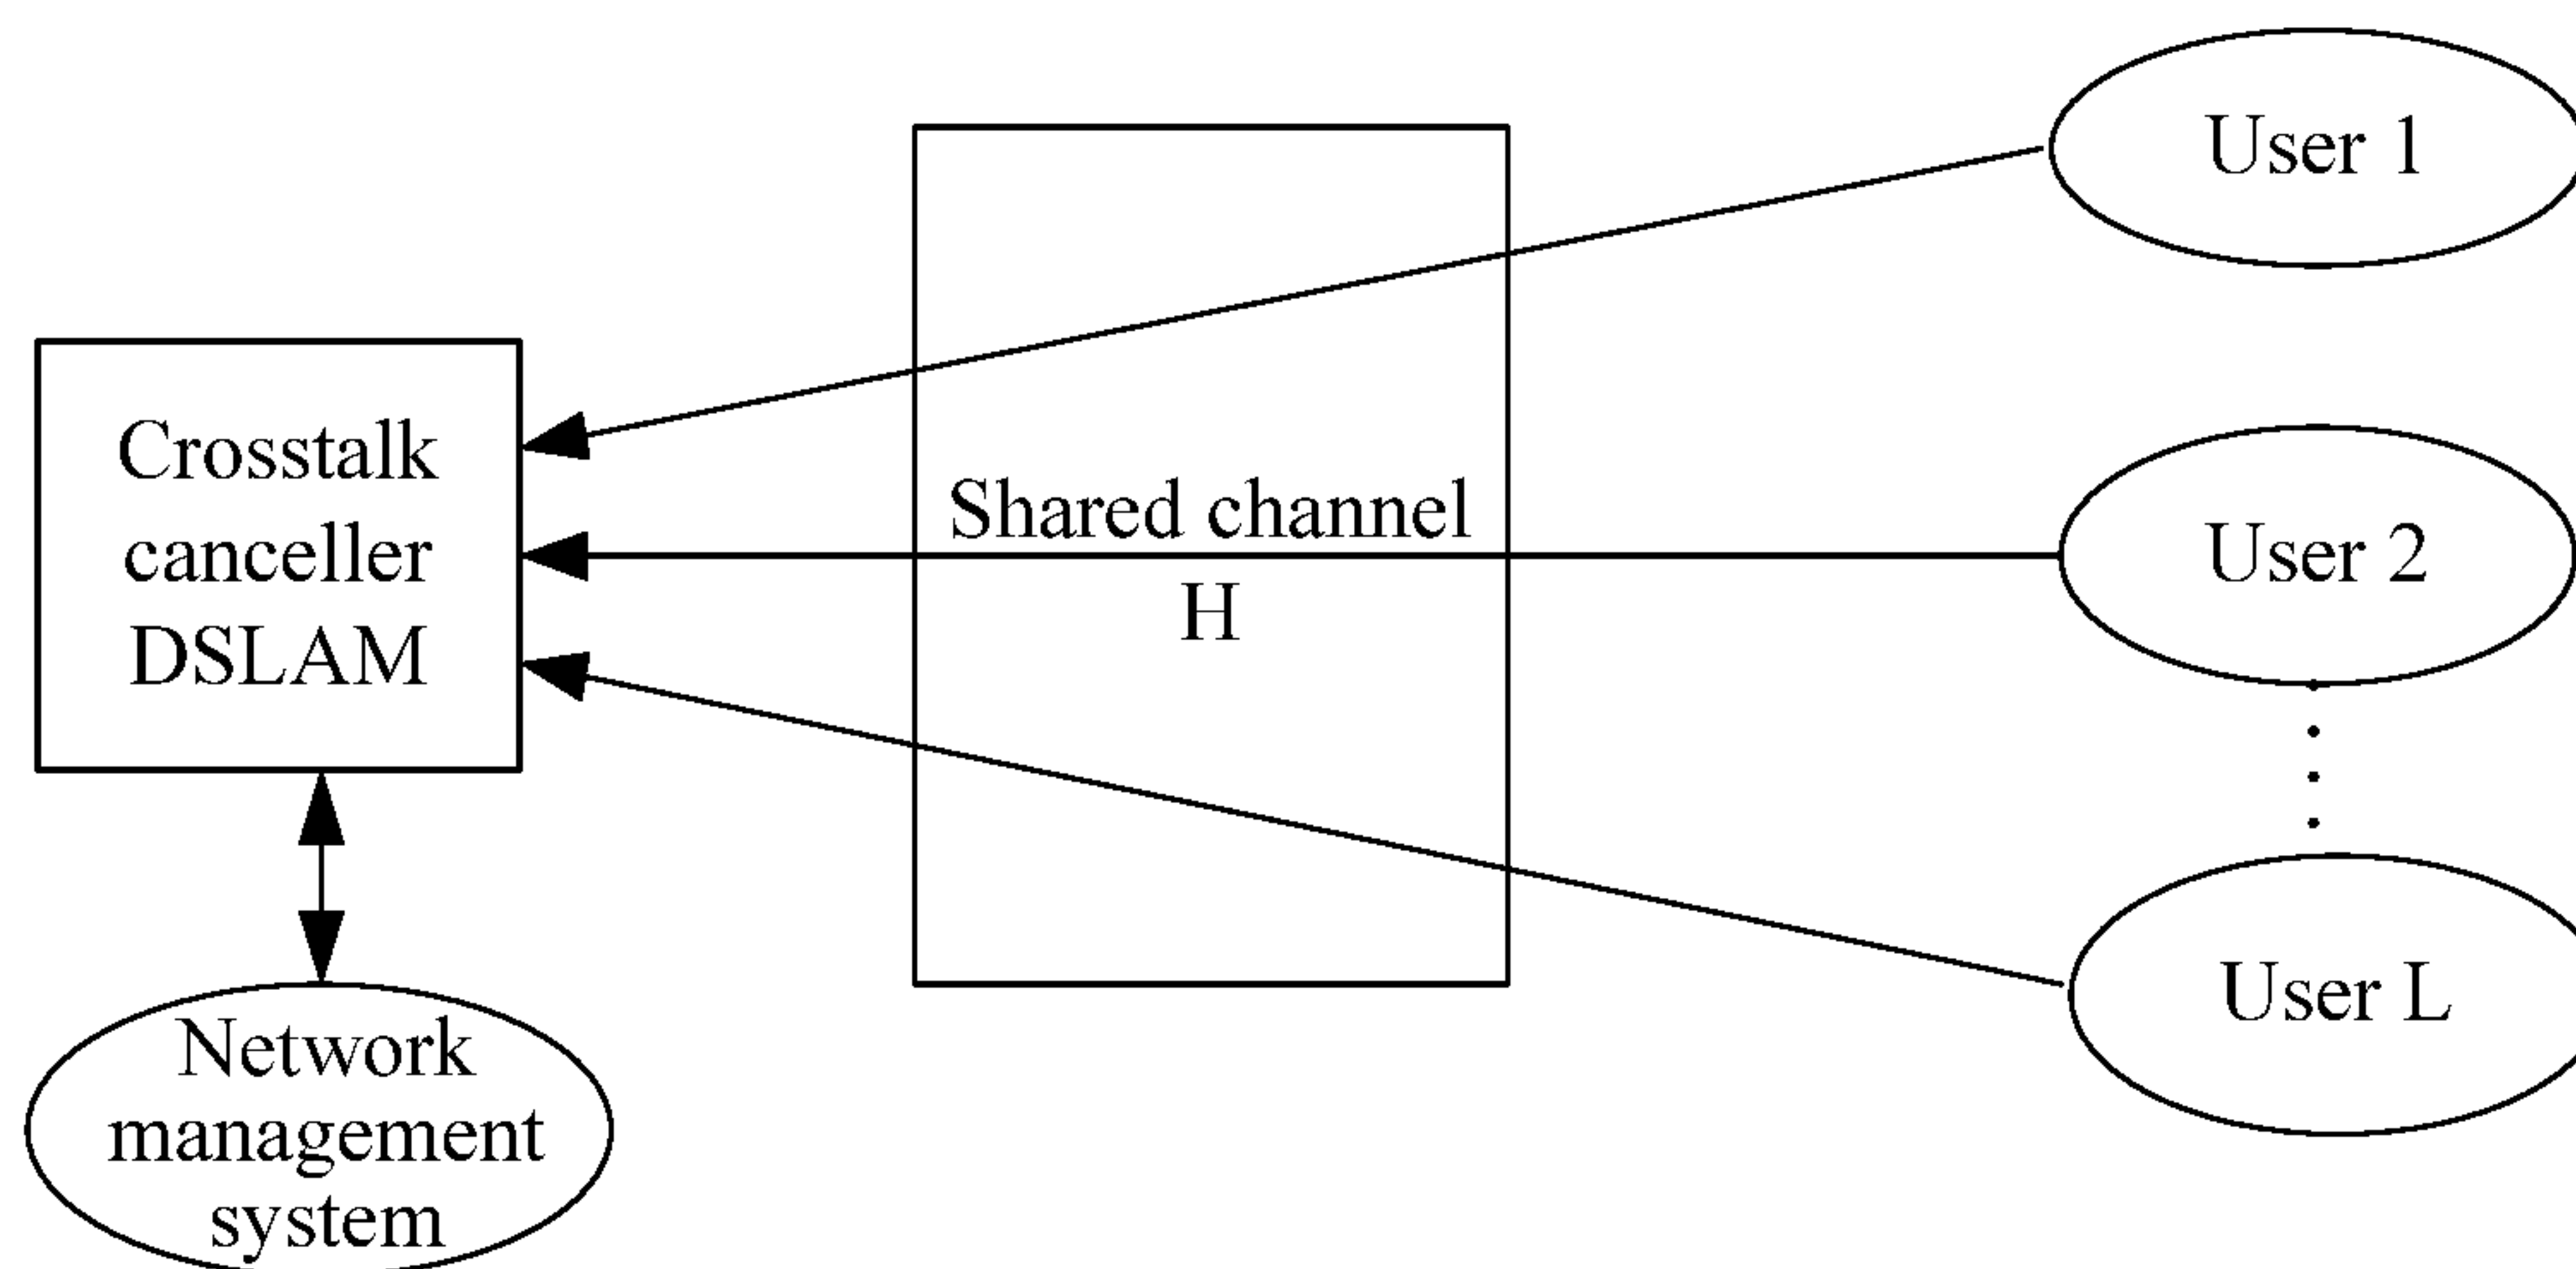 User 1
Crosstalk
canceller
DSLAM
Shared channel
H
User 2
User L
Network
management
system